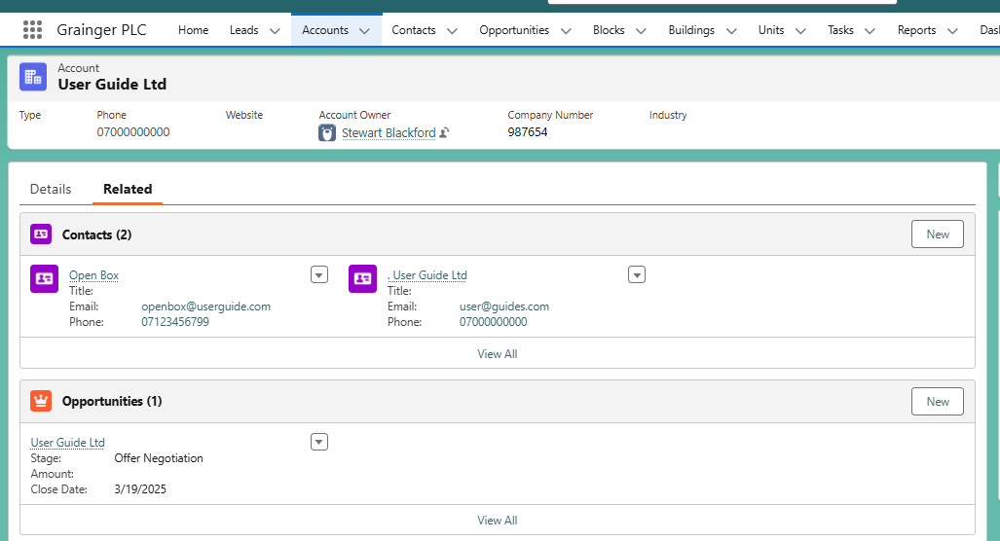 Grainger PLC Home Leads Accounts Contacts Opportunities Blocks Buildings Units Tasks Reports
Account
User Guide Ltd
Type Phone Website Account Owner Company Number Industry
07000000000 Stewart Blackford 987654
Details Related
Contacts (2) New
Open Box . User Guide Ltd
Title: Title:
Email: openbox@userguide.com Email: user@guides.com
Phone: 07123456799 Phone: 07000000000
View All
Opportunities (1) New
User Guide Ltd
Stage: Offer Negotiation
Amount:
Close Date: 3/19/2025
View All